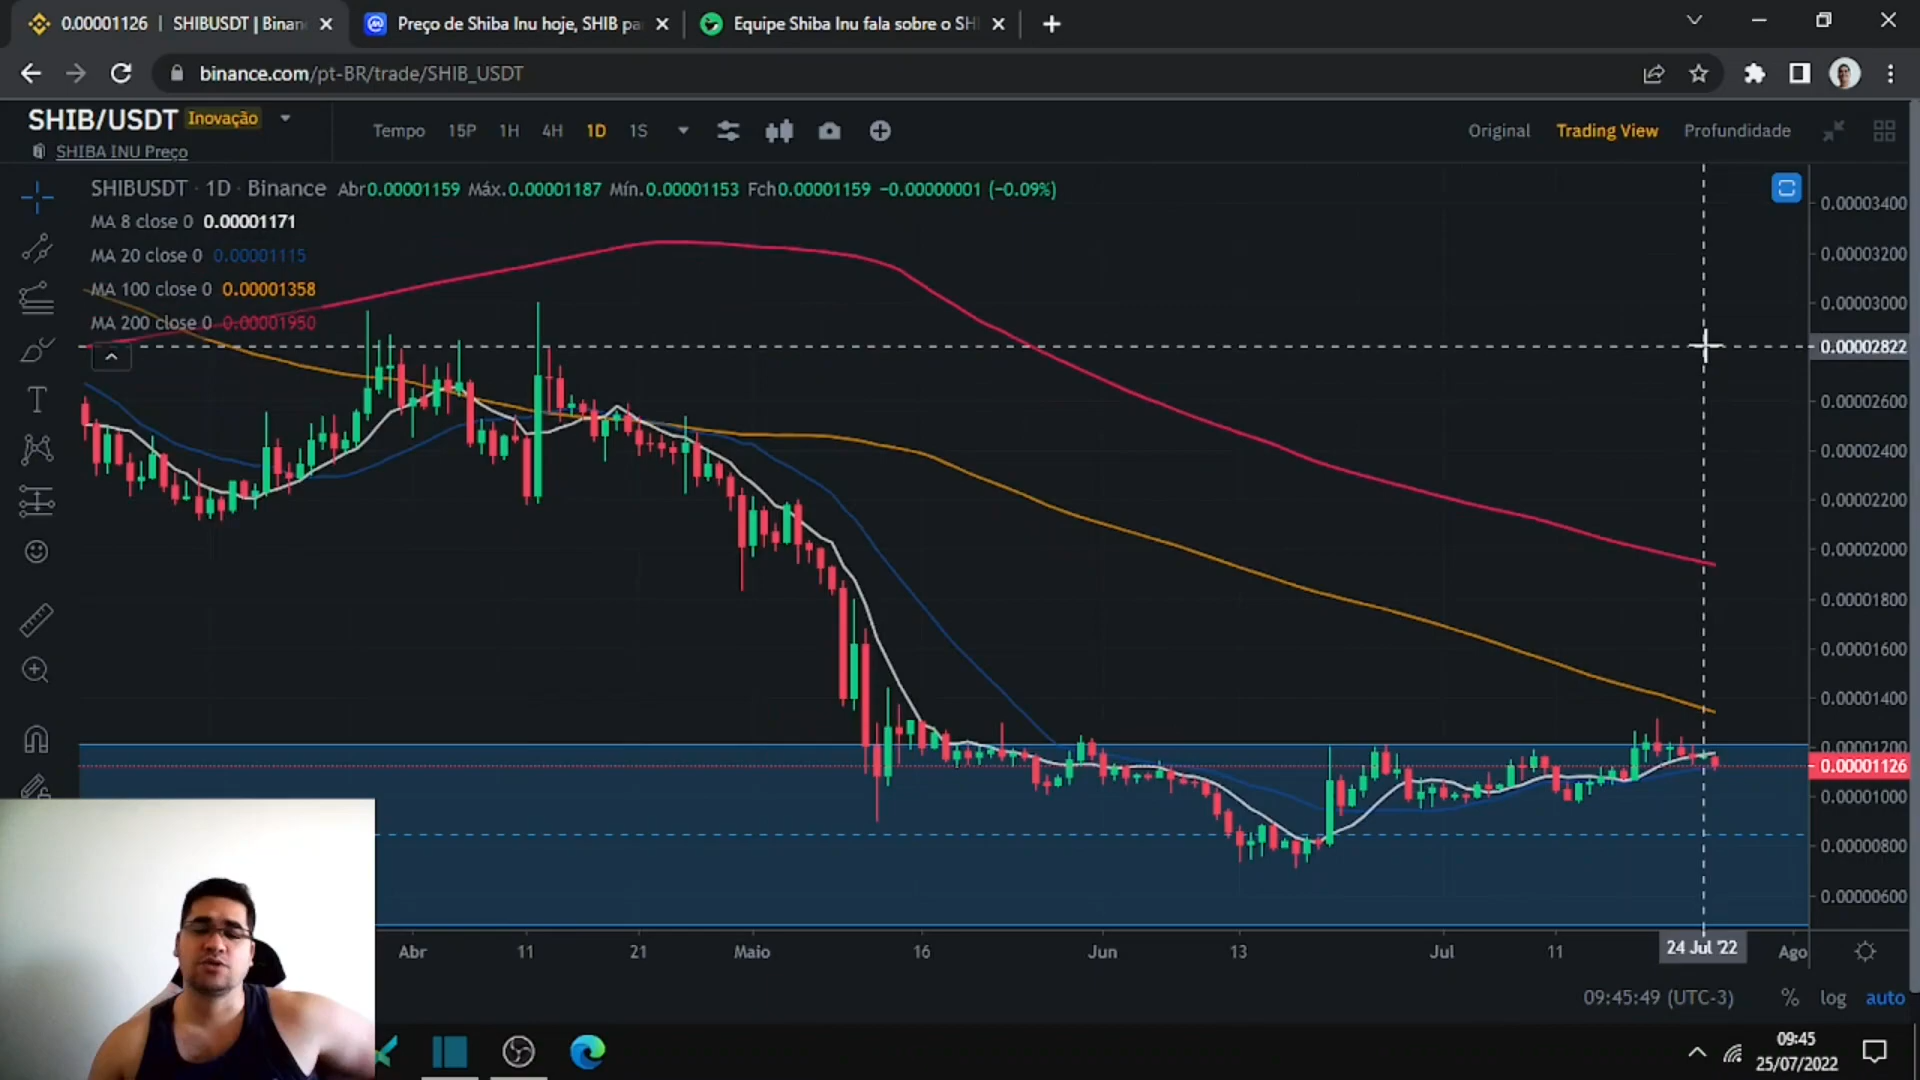 0.00001126 | SHIBUSDT | Binan
Preço de Shiba Inu hoje, SHIB pa
Equipe Shiba Inu fala sobre o SH
binance.com/pt-BR/trade/SHIB_USDT
SHIB/USDT Inovação
SHIBA INU Preço
Tempo 15P 1H 4H 1D 1S
Original Trading View Profundidade
SHIBUSDT · 1D · Binance Abr0.00001159 Máx.0.00001187 Mín.0.00001153 Fch0.00001159 −0.00000001 (−0.09%)
MA 8 close 0 0.00001171
MA 20 close 0 0.00001115
MA 100 close 0 0.00001358
MA 200 close 0 0.00001950
0.00003400
0.00003200
0.00003000
0.00002822
0.00002600
0.00002400
0.00002200
0.00002000
0.00001800
0.00001600
0.00001400
0.00001200
0.00001126
0.00001000
0.00000800
0.00000600
Abr 11 21 Maio 16 Jun 13 Jul 11 24 Jul '22 Ago
09:45:49 (UTC-3) % log auto
09:45
25/07/2022